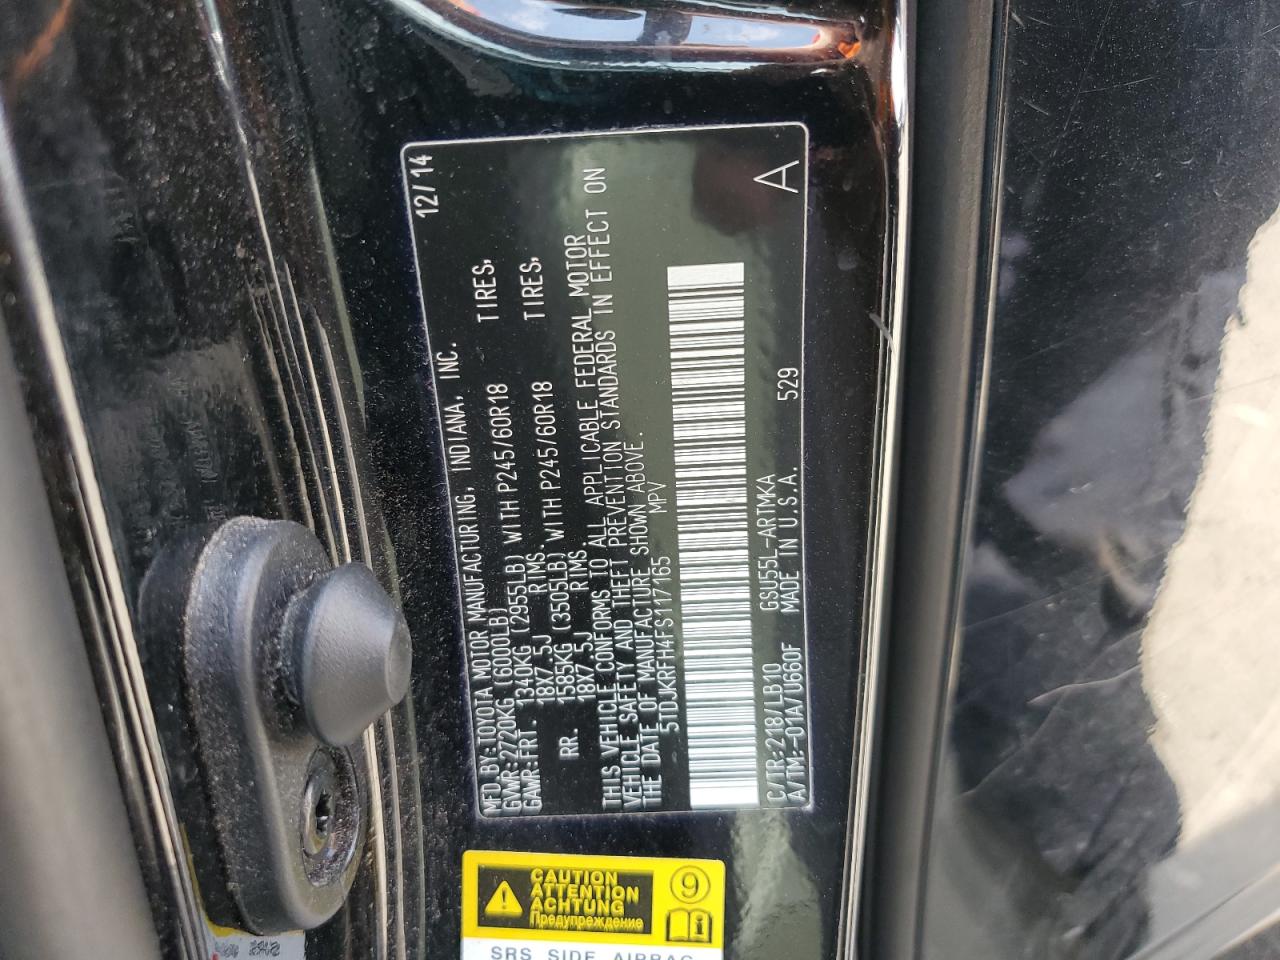 MFD BY:TOYOTA MOTOR MANUFACTURING, INDIANA, INC. 12/14
GVWR:2720KG (6000LB)
GAWR:FRT. 1340KG (2955LB) WITH P245/60R18 TIRES,
18X7.5J RIMS.
RR. 1585KG (3505LB) WITH P245/60R18 TIRES,
18X7.5J RIMS.
THIS VEHICLE CONFORMS TO ALL APPLICABLE FEDERAL MOTOR
VEHICLE SAFETY AND THEFT PREVENTION STANDARDS IN EFFECT ON
THE DATE OF MANUFACTURE SHOWN ABOVE.
5TDJKRFH4FS117165 MPV
C/TR:218/LB10 GSU55L-ARTMKA 529 A
A/TM:-01A/U660F MADE IN U.S.A.
CAUTION
ATTENTION
ACHTUNG
Предупреждение
9
i
SRS SIDE AIRBAG